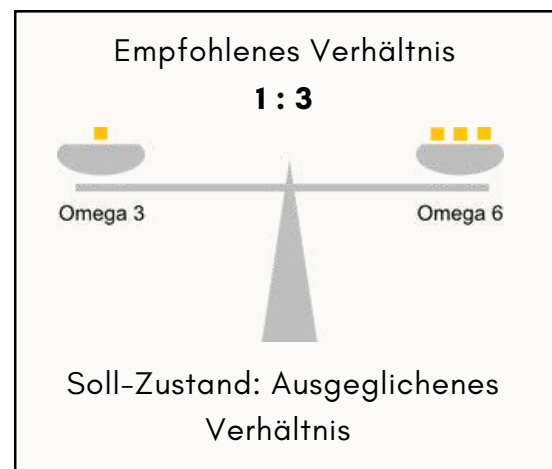 Empfohlenes Verhältnis
1 : 3
Omega 3
Omega 6
Soll-Zustand: Ausgeglichenes
Verhältnis